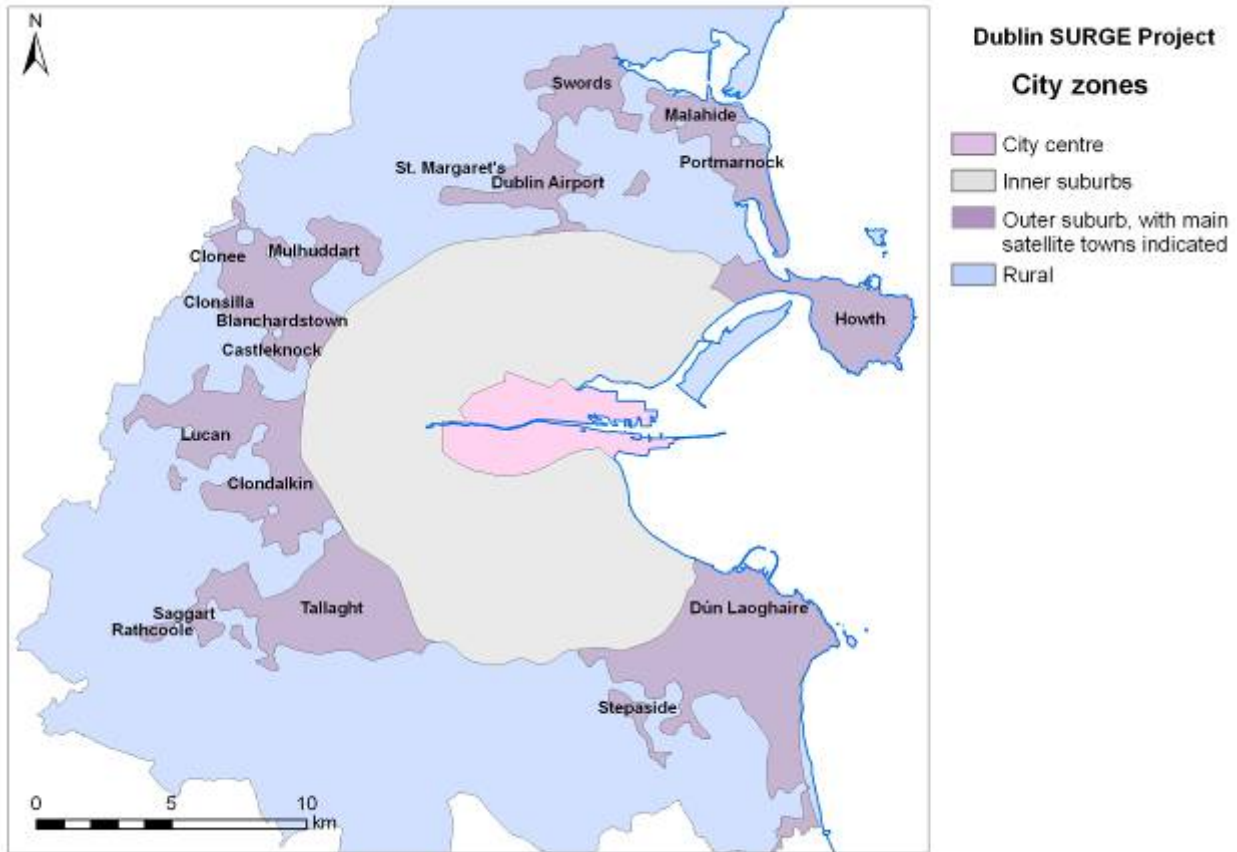 N
Dublin SURGE Project
City zones
City centre
Inner suburbs
Outer suburb, with main
satellite towns indicated
Rural
Swords
Malahide
St. Margaret's
Portmarnock
Dublin Airport
Clonee
Mulhuddart
Clonsilla
Blanchardstown
Castleknock
Howth
Lucan
Clondalkin
Saggart
Rathcoole
Tallaght
Dún Laoghaire
Stepaside
0 5 10
km